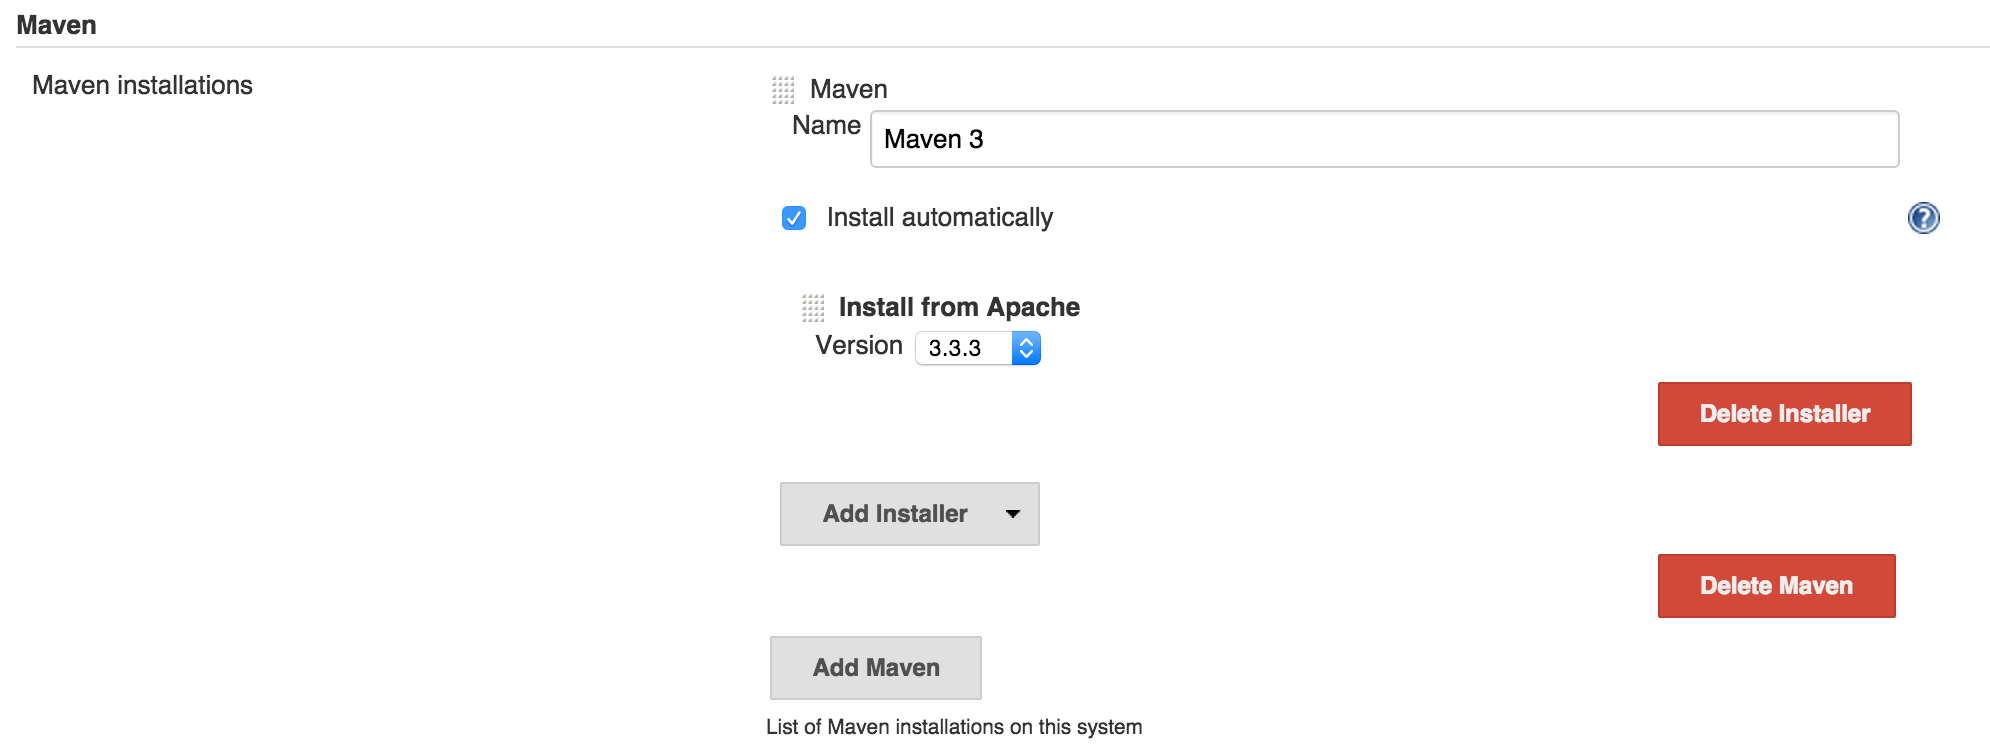 Maven
Maven installations
Maven
Name
Maven 3
Install automatically
Install from Apache
Version
3.3.3
Delete Installer
Add Installer
Delete Maven
Add Maven
List of Maven installations on this system